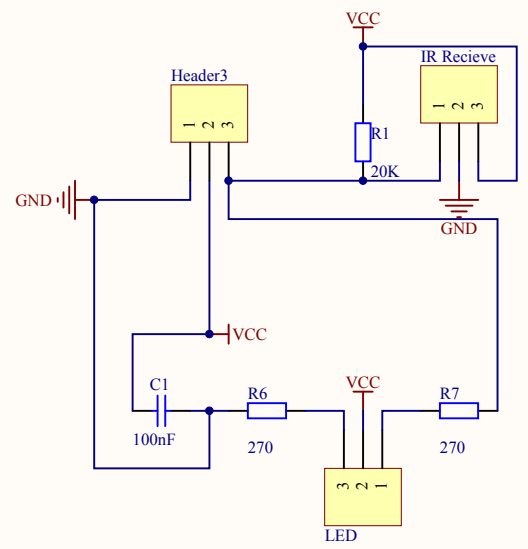 VCC
IR Recieve
Header3
1 2 3
1 2 3
R1
20K
GND
GND
VCC
C1
R6
VCC
R7
100nF
270
270
3 2 1
LED